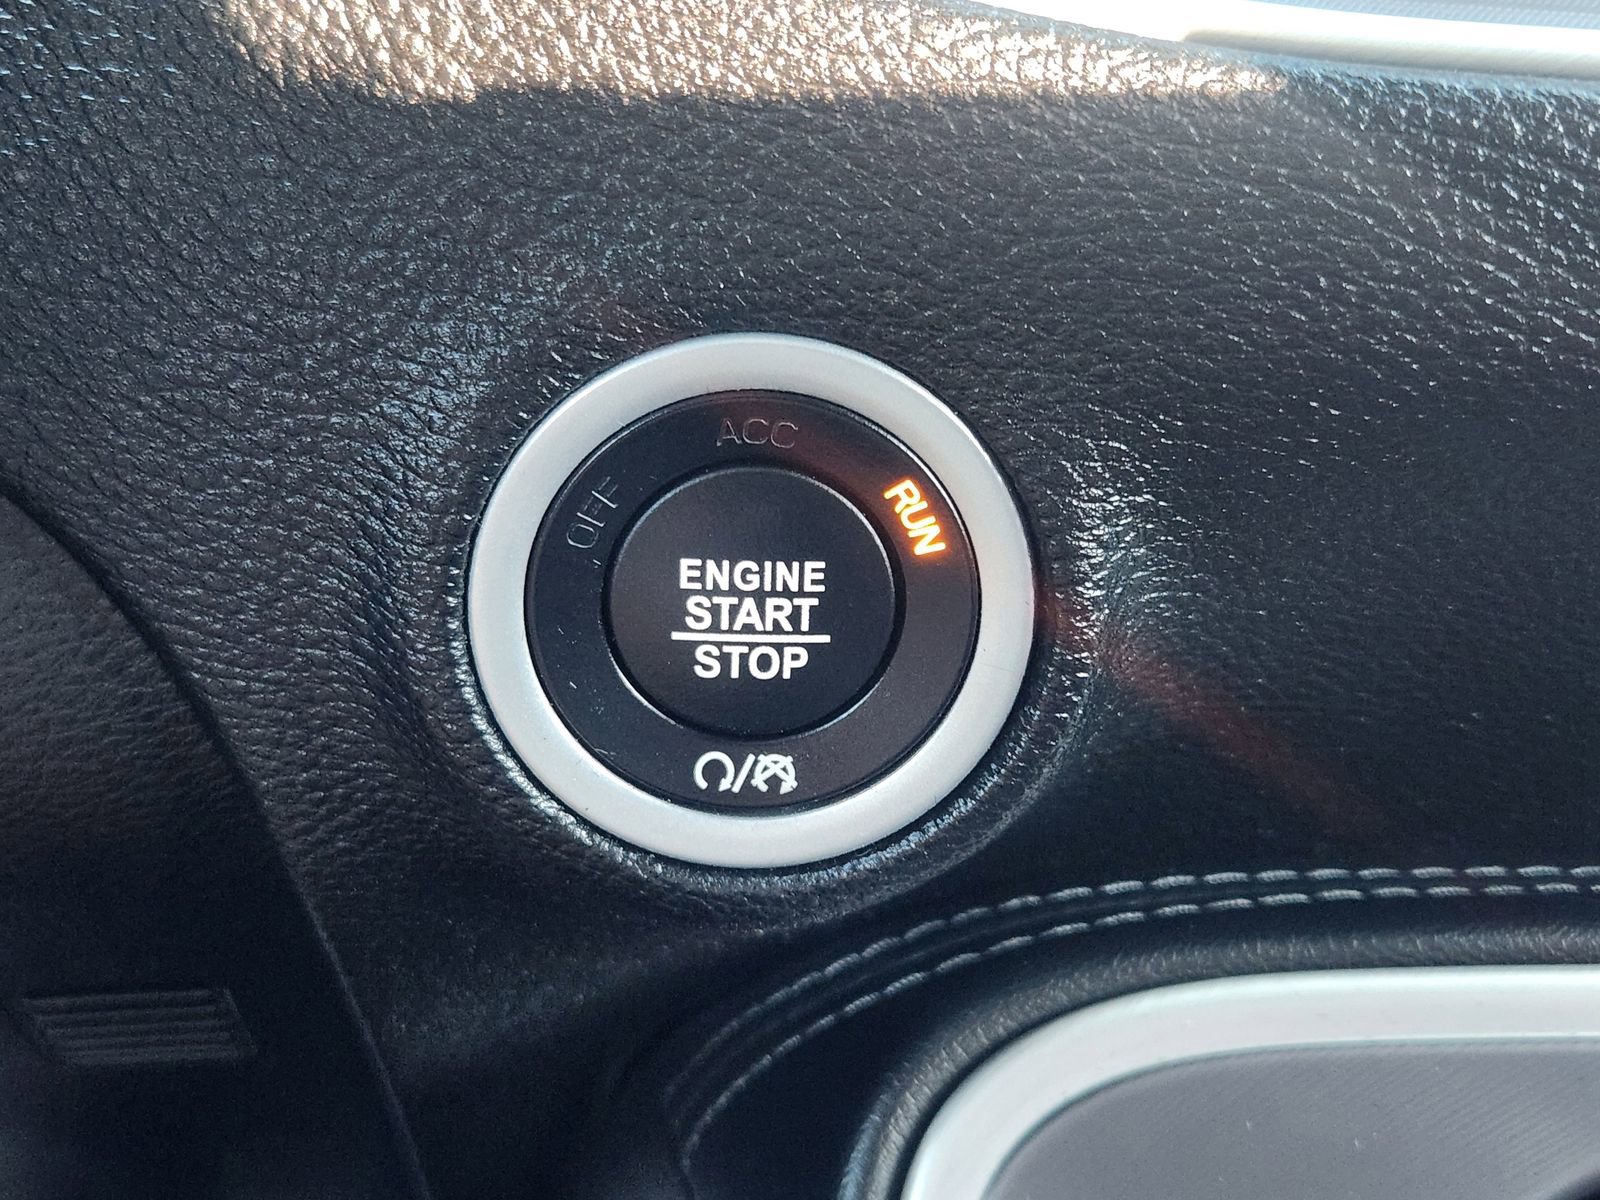 ACC
OFF
RUN
ENGINE
START
STOP